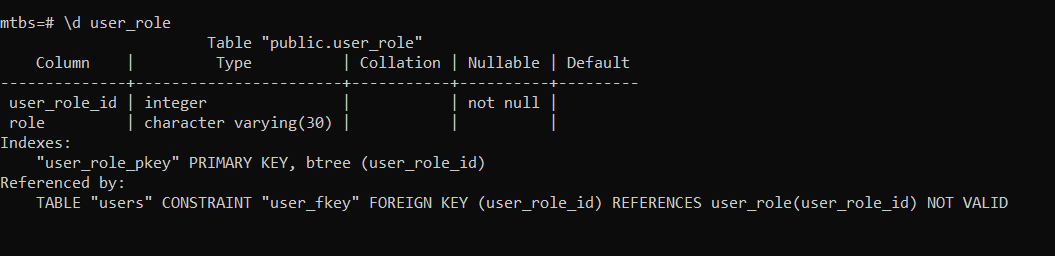 mtbs=# \d user_role
                       Table "public.user_role"
    Column    |         Type          | Collation | Nullable | Default
--------------+-----------------------+-----------+----------+---------
 user_role_id | integer               |           | not null |
 role         | character varying(30) |           |          |
Indexes:
    "user_role_pkey" PRIMARY KEY, btree (user_role_id)
Referenced by:
    TABLE "users" CONSTRAINT "user_fkey" FOREIGN KEY (user_role_id) REFERENCES user_role(user_role_id) NOT VALID